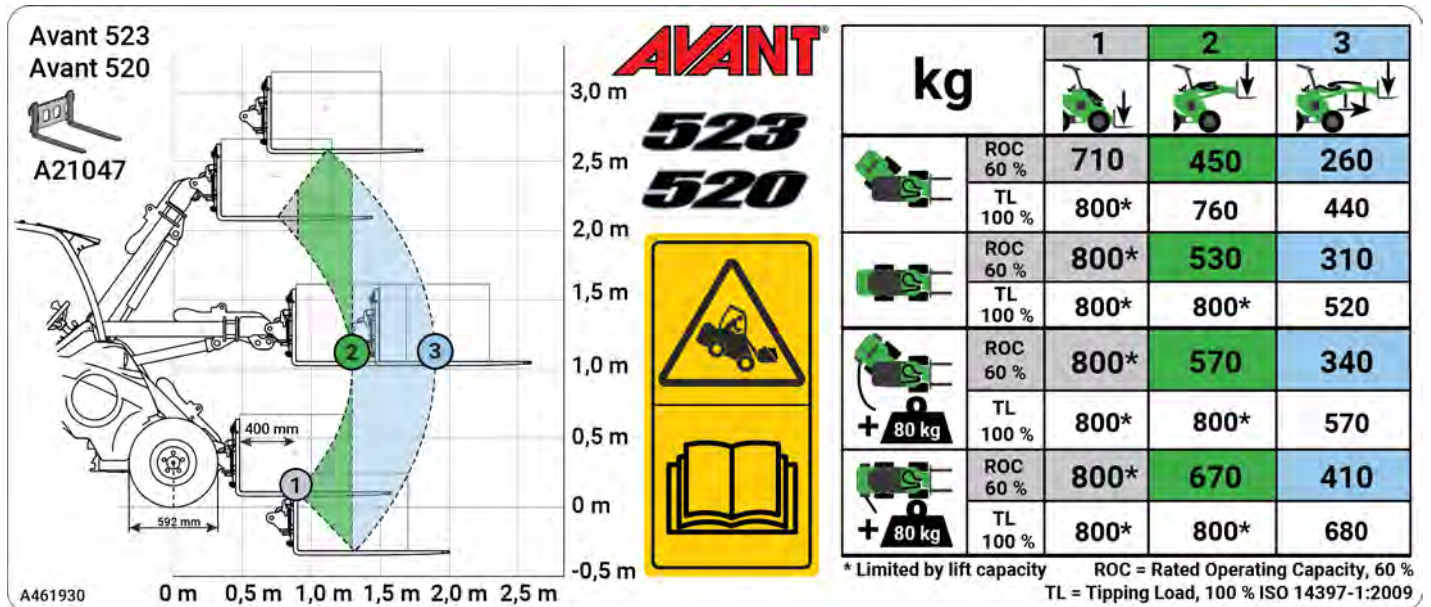 Avant 523
Avant 520
A21047
3,0 m
2,5 m
2,0 m
1,5 m
1,0 m
0,5 m
0 m
-0,5 m
2
3
400 mm
1
592 mm
0 m 0,5 m 1,0 m 1,5 m 2,0 m 2,5 m
A461930
AVANT®
523
520
kg
1 2 3
ROC 60 % 710 450 260
TL 100 % 800* 760 440
ROC 60 % 800* 530 310
TL 100 % 800* 800* 520
ROC 60 % 800* 570 340
+ 80 kg
TL 100 % 800* 800* 570
ROC 60 % 800* 670 410
+ 80 kg
TL 100 % 800* 800* 680
* Limited by lift capacity ROC = Rated Operating Capacity, 60 %
TL = Tipping Load, 100 % ISO 14397-1:2009